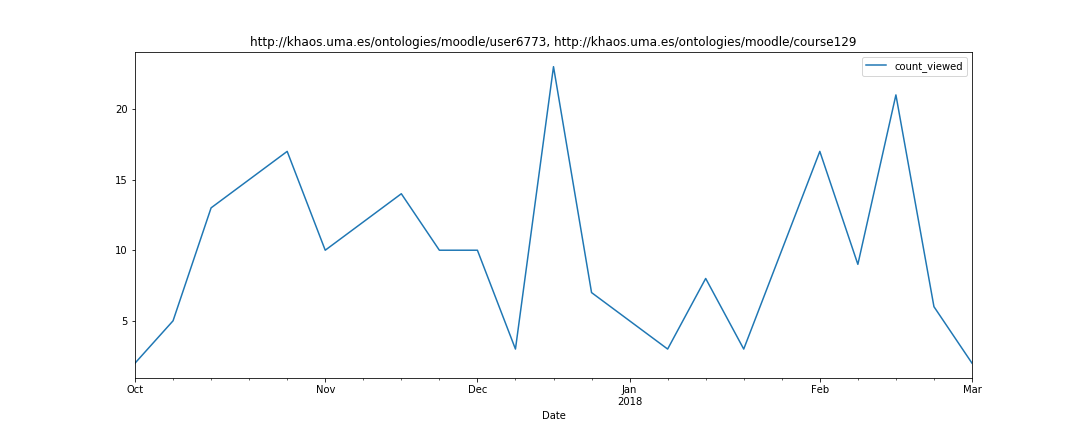 http://khaos.uma.es/ontologies/moodle/user6773, http://khaos.uma.es/ontologies/moodle/course129
count_viewed
20
15
10
5
Oct Nov Dec Jan Feb Mar
2018
Date